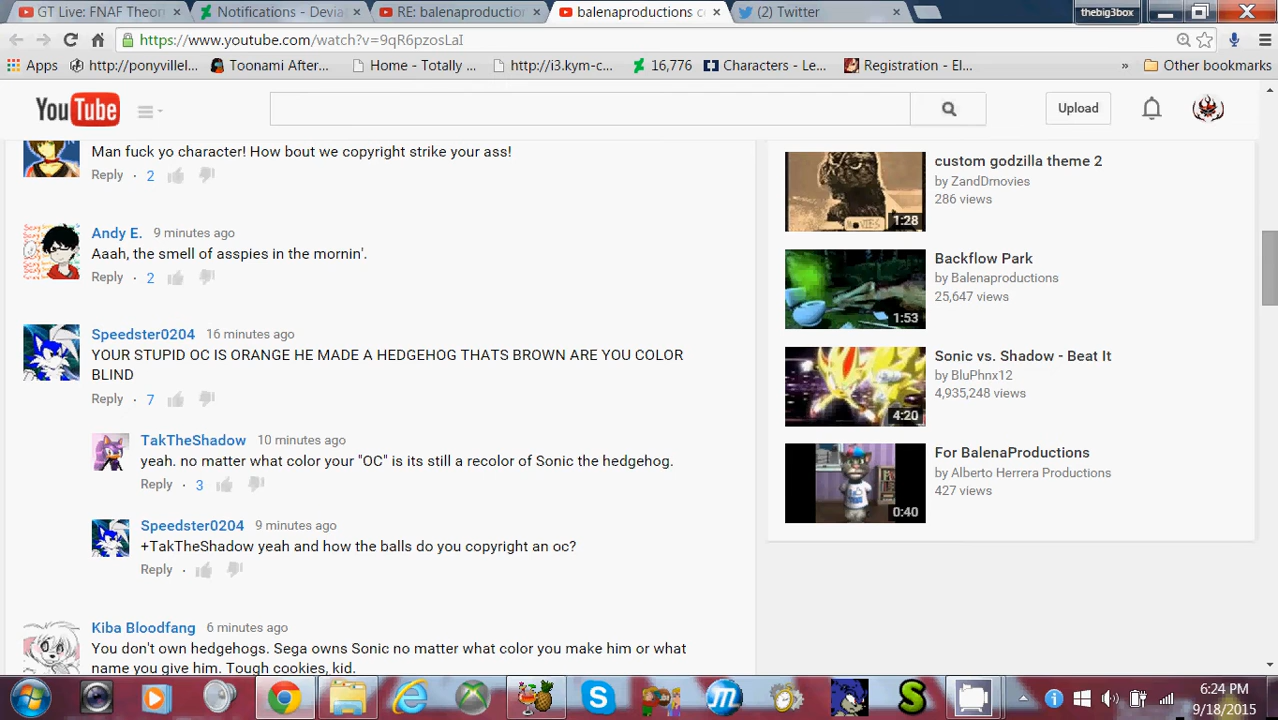 GT Live: FNAF Theor
Notifications - Devia
RE: balenaproduction
balenaproductions c
(2) Twitter
thebig3box
https://www.youtube.com/watch?v=9qR6pzosLaI
Apps
http://ponyvillel
Toonami After...
Home - Totally ...
http://i3.kym-c...
16,776
Characters - Le...
Registration - El...
»
Other bookmarks
YouTube
Upload
Man fuck yo character! How bout we copyright strike your ass!
Reply · 2
Andy E. 9 minutes ago
Aaah, the smell of asspies in the mornin'.
Reply · 2
Speedster0204 16 minutes ago
YOUR STUPID OC IS ORANGE HE MADE A HEDGEHOG THATS BROWN ARE YOU COLOR
BLIND
Reply · 7
TakTheShadow 10 minutes ago
yeah. no matter what color your "OC" is its still a recolor of Sonic the hedgehog.
Reply · 3
Speedster0204 9 minutes ago
+TakTheShadow yeah and how the balls do you copyright an oc?
Reply ·
Kiba Bloodfang 6 minutes ago
You don't own hedgehogs. Sega owns Sonic no matter what color you make him or what
name you give him. Tough cookies, kid.
custom godzilla theme 2
by ZandDrmovies
286 views
1:28
Backflow Park
by Balenaproductions
25,647 views
1:53
Sonic vs. Shadow - Beat It
by BluPhnx12
4,935,248 views
4:20
For BalenaProductions
by Alberto Herrera Productions
427 views
0:40
6:24 PM
9/18/2015